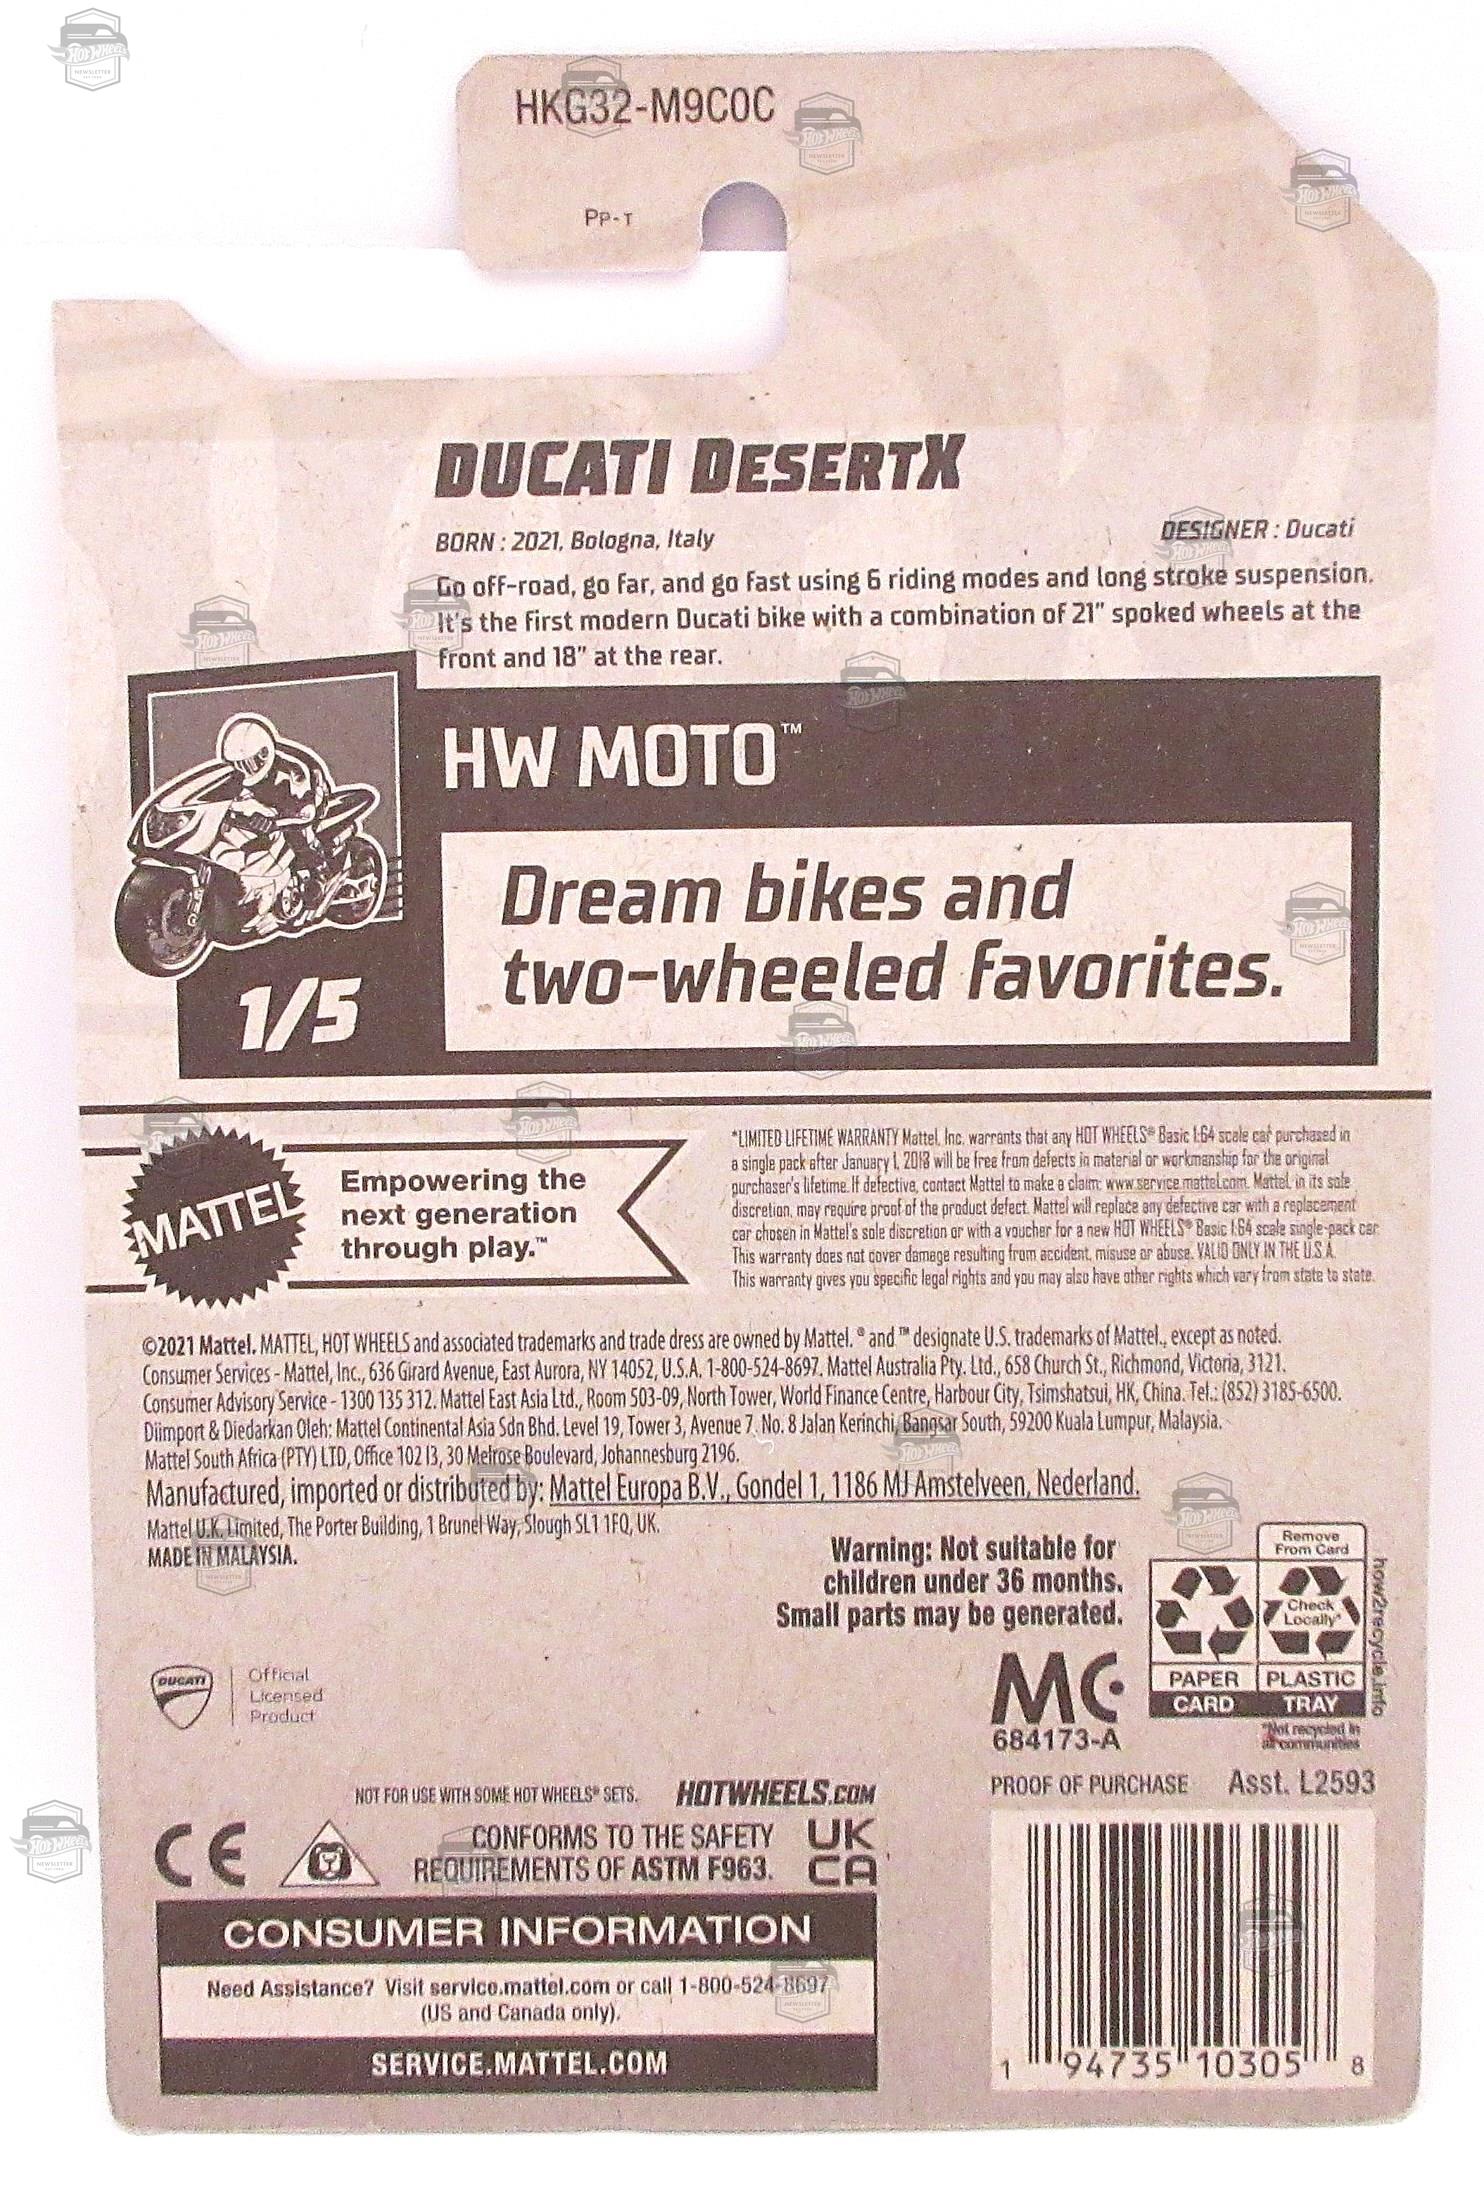 HKG32-M9C0C
PP-T
DUCATI DESERTX
BORN : 2021, Bologna, Italy
DESIGNER : Ducati
Go off-road, go far, and go fast using 6 riding modes and long stroke suspension.
It's the first modern Ducati bike with a combination of 21" spoked wheels at the
front and 18" at the rear.
HW MOTO™
Dream bikes and
two-wheeled favorites.
1/5
MATTEL
Empowering the
next generation
through play.™
*LIMITED LIFETIME WARRANTY Mattel, Inc. warrants that any HOT WHEELS® Basic 1:64 scale car purchased in
a single pack after January 1, 2013 will be free from defects in material or workmanship for the original
purchaser's lifetime. If defective, contact Mattel to make a claim: www.service.mattel.com. Mattel, in its sole
discretion, may require proof of the product defect. Mattel will replace any defective car with a replacement
car chosen in Mattel's sole discretion or with a voucher for a new HOT WHEELS® Basic 1:64 scale single-pack car.
This warranty does not cover damage resulting from accident, misuse or abuse. VALID ONLY IN THE U.S.A.
This warranty gives you specific legal rights and you may also have other rights which vary from state to state.
©2021 Mattel. MATTEL, HOT WHEELS and associated trademarks and trade dress are owned by Mattel. ® and ™ designate U.S. trademarks of Mattel., except as noted.
Consumer Services - Mattel, Inc., 636 Girard Avenue, East Aurora, NY 14052, U.S.A. 1-800-524-8697. Mattel Australia Pty. Ltd., 658 Church St., Richmond, Victoria, 3121.
Consumer Advisory Service - 1300 135 312. Mattel East Asia Ltd., Room 503-09, North Tower, World Finance Centre, Harbour City, Tsimshatsui, HK, China. Tel.: (852) 3185-6500.
Diimport & Diedarkan Oleh: Mattel Continental Asia Sdn Bhd. Level 19, Tower 3, Avenue 7. No. 8 Jalan Kerinchi, Bangsar South, 59200 Kuala Lumpur, Malaysia.
Mattel South Africa (PTY) LTD, Office 102 I3, 30 Melrose Boulevard, Johannesburg 2196.
Manufactured, imported or distributed by: Mattel Europa B.V., Gondel 1, 1186 MJ Amstelveen, Nederland.
Mattel U.K. Limited, The Porter Building, 1 Brunel Way, Slough SL1 1FQ, UK.
MADE IN MALAYSIA.
Warning: Not suitable for
children under 36 months.
Small parts may be generated.
Remove
From Card
Check
Locally*
PAPER
PLASTIC
CARD
TRAY
how2recycle.info
*Not recycled in
all communities
DUCATI
Official
Licensed
Product
MC
684173-A
PROOF OF PURCHASE
Asst. L2593
NOT FOR USE WITH SOME HOT WHEELS® SETS.
HOTWHEELS.COM
CE
CONFORMS TO THE SAFETY
REQUIREMENTS OF ASTM F963.
UK
CA
CONSUMER INFORMATION
Need Assistance? Visit service.mattel.com or call 1-800-524-8697
(US and Canada only).
SERVICE.MATTEL.COM
1 94735 10305 8
Hot Wheels
NEWSLETTER